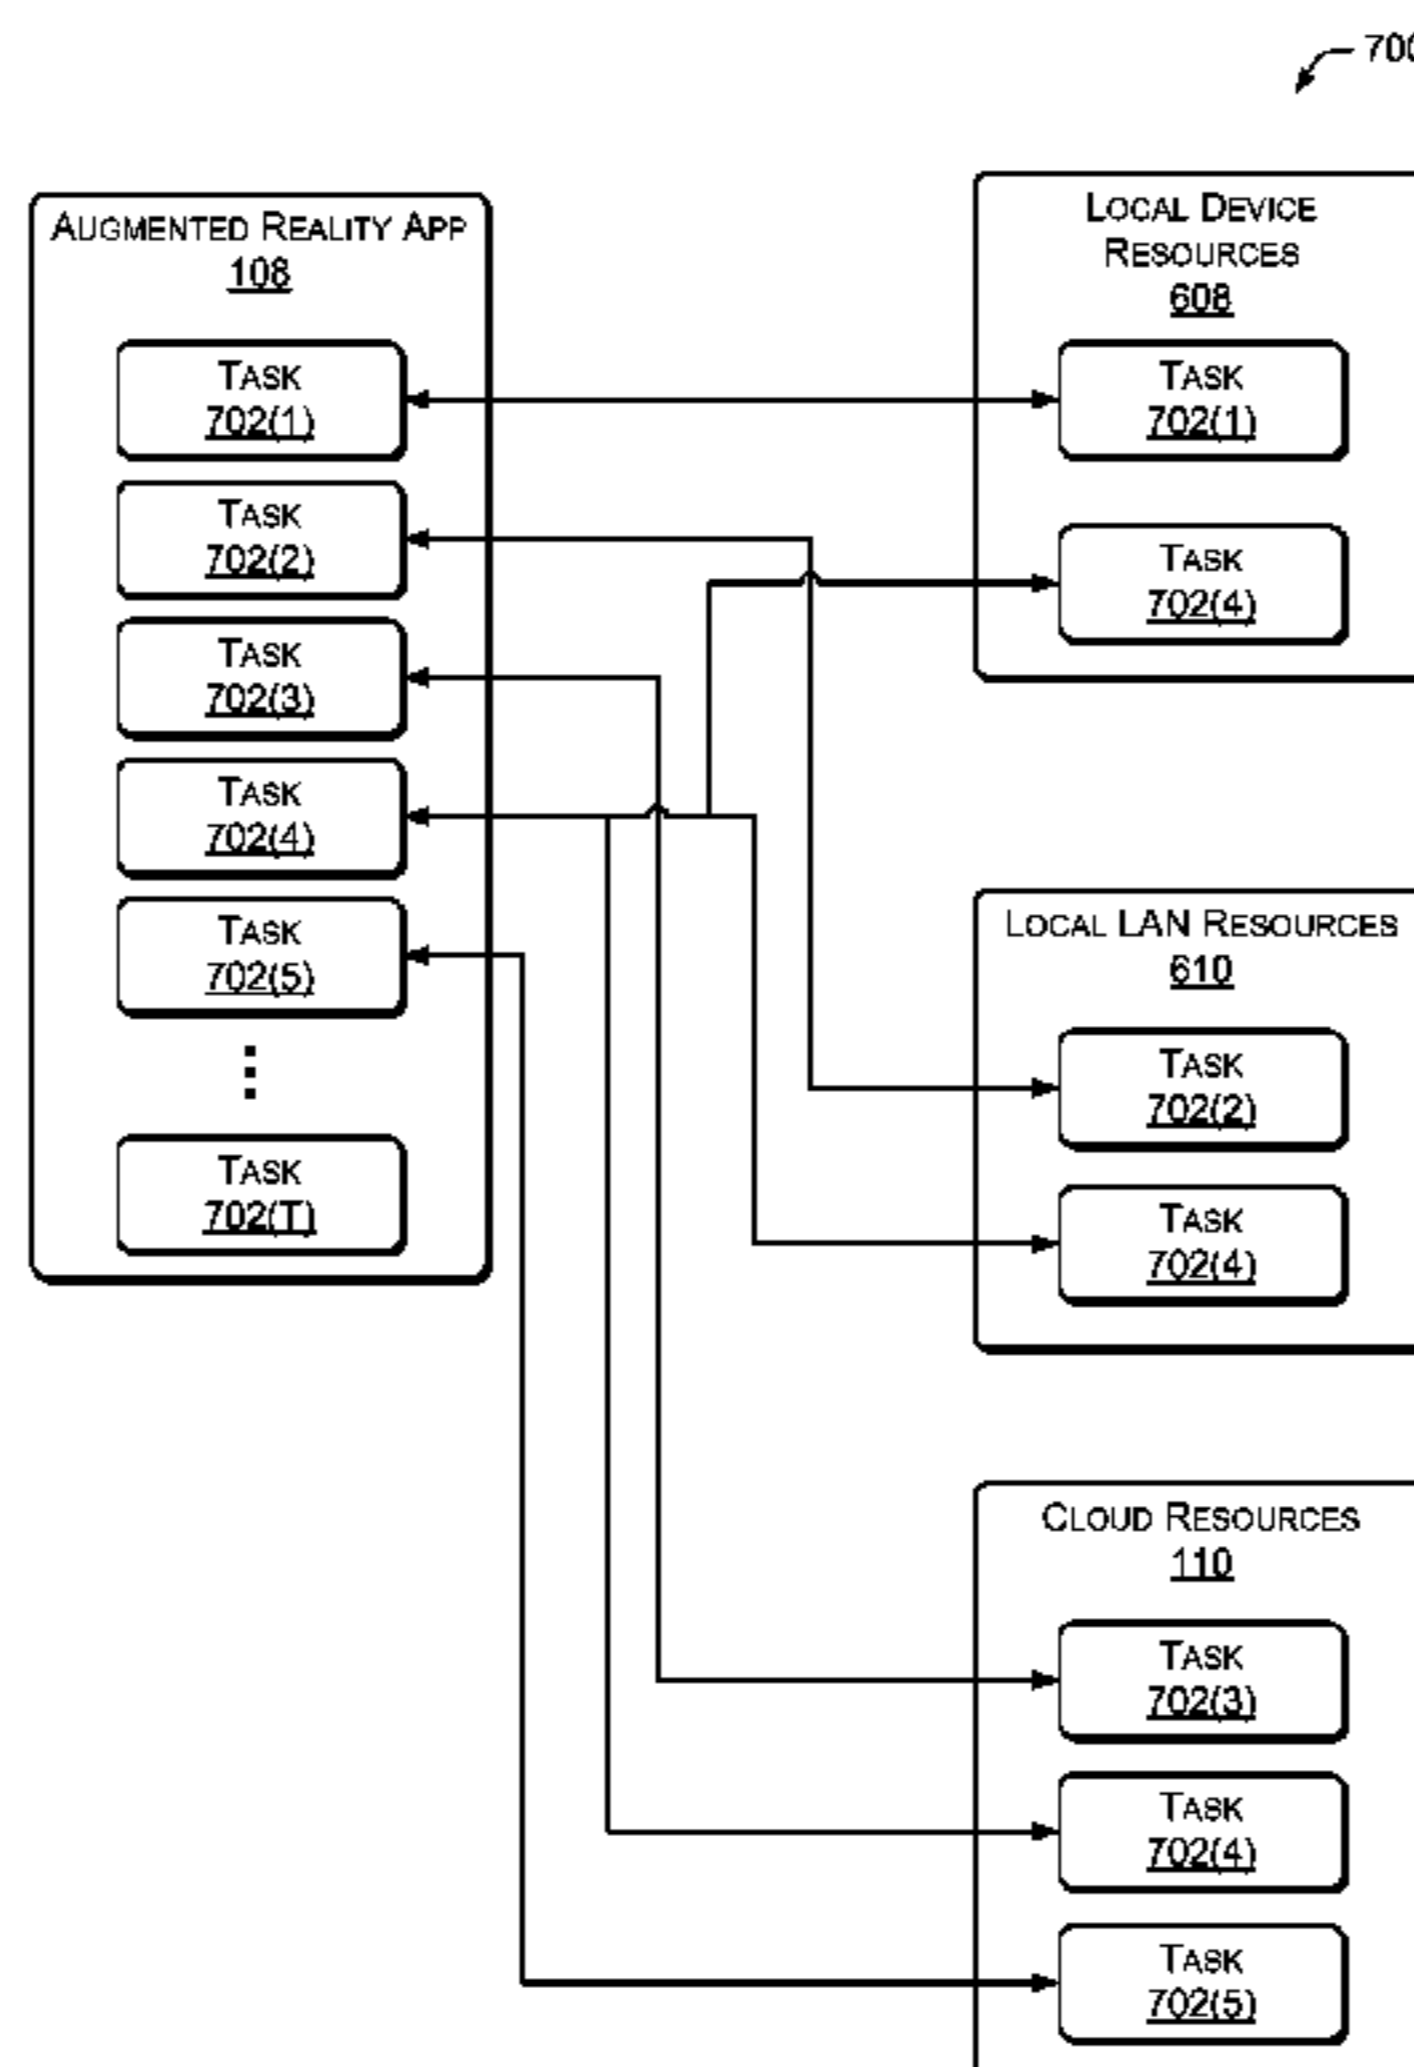 700
AUGMENTED REALITY APP
108
TASK
702(1)
TASK
702(2)
TASK
702(3)
TASK
702(4)
TASK
702(5)
TASK
702(T)
LOCAL DEVICE
RESOURCES
608
TASK
702(1)
TASK
702(4)
LOCAL LAN RESOURCES
610
TASK
702(2)
TASK
702(4)
CLOUD RESOURCES
110
TASK
702(3)
TASK
702(4)
TASK
702(5)